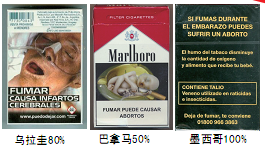 FUMAR
CAUSA INFARTOS
CEREBRALES
www.puedodejar.com
FILTER CIGARETTES
Marlboro
FUMAR PUEDE CAUSAR
ABORTOS
SI FUMAS DURANTE
EL EMBARAZO PUEDES
SUFRIR UN ABORTO
El humo del tabaco disminuye
la cantidad de oxígeno
y alimento que recibe tu bebé
CONTIENE TALIO
Veneno utilizado en raticidas
e insecticidas.
Deja de fumar, te conviene
01800 966 3863
乌拉圭80%
巴拿马50%
墨西哥100%